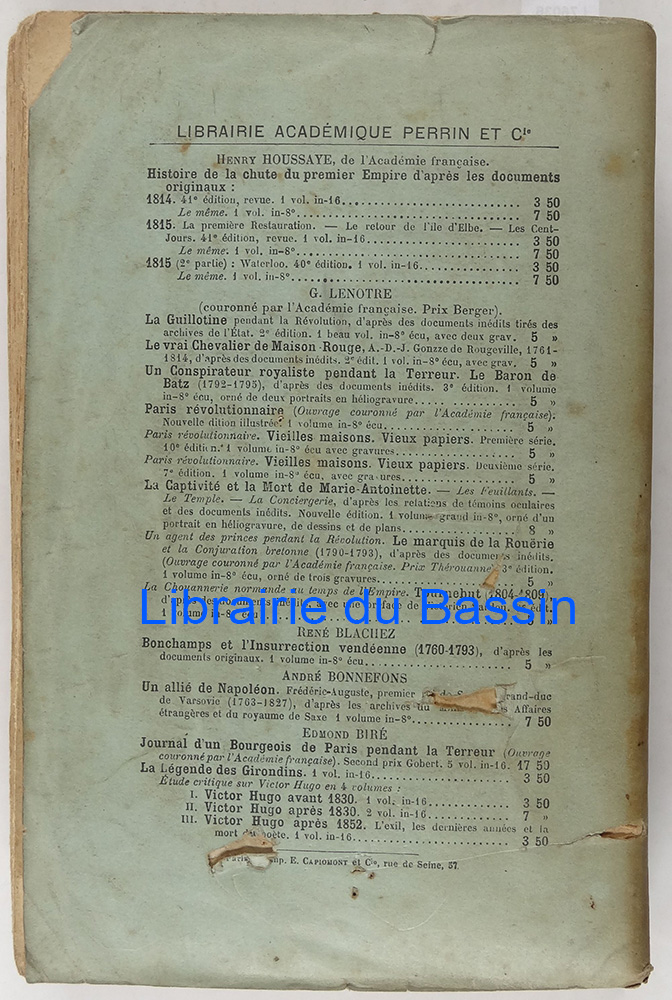 LIBRAIRIE ACADÉMIQUE PERRIN ET Cie
HENRY HOUSSAYE, de l'Académie française.
Histoire de la chute du premier Empire d'après les documents
originaux :
1814. 41e édition, revue. 1 vol. in-16 3 50
Le même. 1 vol. in-8° 7 50
1815. La première Restauration. — Le retour de l'île d'Elbe. — Les Cent-
Jours. 41e édition, revue. 1 vol. in-16 3 50
Le même. 1 vol. in-8° 7 50
1815 (2e partie) : Waterloo. 40e édition. 1 vol. in-16 3 50
Le même. 1 vol. in-8° 7 50
G. LENOTRE
(couronné par l'Académie française. Prix Berger).
La Guillotine pendant la Révolution, d'après des documents inédits tirés des
archives de l'État. 2e édition. 1 beau vol. in-8° écu, avec deux grav. 5 »
Le vrai Chevalier de Maison-Rouge, A.-D.-J. Gonzze de Rougeville, 1761-
1814, d'après des documents inédits. 2e édit. 1 vol. in-8° écu, avec grav. 5 »
Un Conspirateur royaliste pendant la Terreur. Le Baron de
Batz (1792-1795), d'après des documents inédits. 3e édition. 1 volume
in-8° écu, orné de deux portraits en héliogravure 5 »
Paris révolutionnaire (Ouvrage couronné par l'Académie française).
Nouvelle dition illustrée 1 volume in-8° écu 5 »
Paris révolutionnaire. Vieilles maisons. Vieux papiers. Première série.
10e édition. 1 volume in-8° écu avec gravures 5 »
Paris révolutionnaire. Vieilles maisons. Vieux papiers. Deuxième série.
7e édition. 1 volume in-8° écu, avec gravures 5 »
La Captivité et la Mort de Marie-Antoinette. — Les Feuillants. —
Le Temple. — La Conciergerie, d'après des relations de témoins oculaires
et des documents inédits. Nouvelle édition. 1 volume grand in-8°, orné d'un
portrait en héliogravure, de dessins et de plans 8 »
Un agent des princes pendant la Révolution. Le marquis de la Rouërie
et la Conjuration bretonne (1790-1793), d'après des documents inédits.
(Ouvrage couronné par l'Académie française. Prix Thérouanne) 3e édition.
1 volume in-8° écu, orné de trois gravures 5 »
La Chouannerie normande au temps de l'Empire. Tournebut (1804-1809),
Librairie du Bassin
1 volume in-8° écu »
RENÉ BLACHEZ
Bonchamps et l'Insurrection vendéenne (1760-1793), d'après les
documents originaux. 1 volume in-8° écu 5 »
ANDRÉ BONNEFONS
Un allié de Napoléon. Frédéric-Auguste, premier grand-duc
de Varsovie (1763-1827), d'après les archives du Affaires
étrangères et du royaume de Saxe 1 volume in-8° 7 50
EDMOND BIRÉ
Journal d'un Bourgeois de Paris pendant la Terreur (Ouvrage
couronné par l'Académie française). Second prix Gobert. 5 vol. in-16. 17 50
La Légende des Girondins. 1 vol. in-16 3 50
Étude critique sur Victor Hugo en 4 volumes :
I. Victor Hugo avant 1830. 1 vol. in-16 3 50
II. Victor Hugo après 1830. 2 vol. in-16 7 »
III. Victor Hugo après 1852. L'exil, les dernières années et la
mort du poète. 1 vol. in-16 3 50
Paris. Imp. E. CAPIOMONT et Cie, rue de Seine, 57.